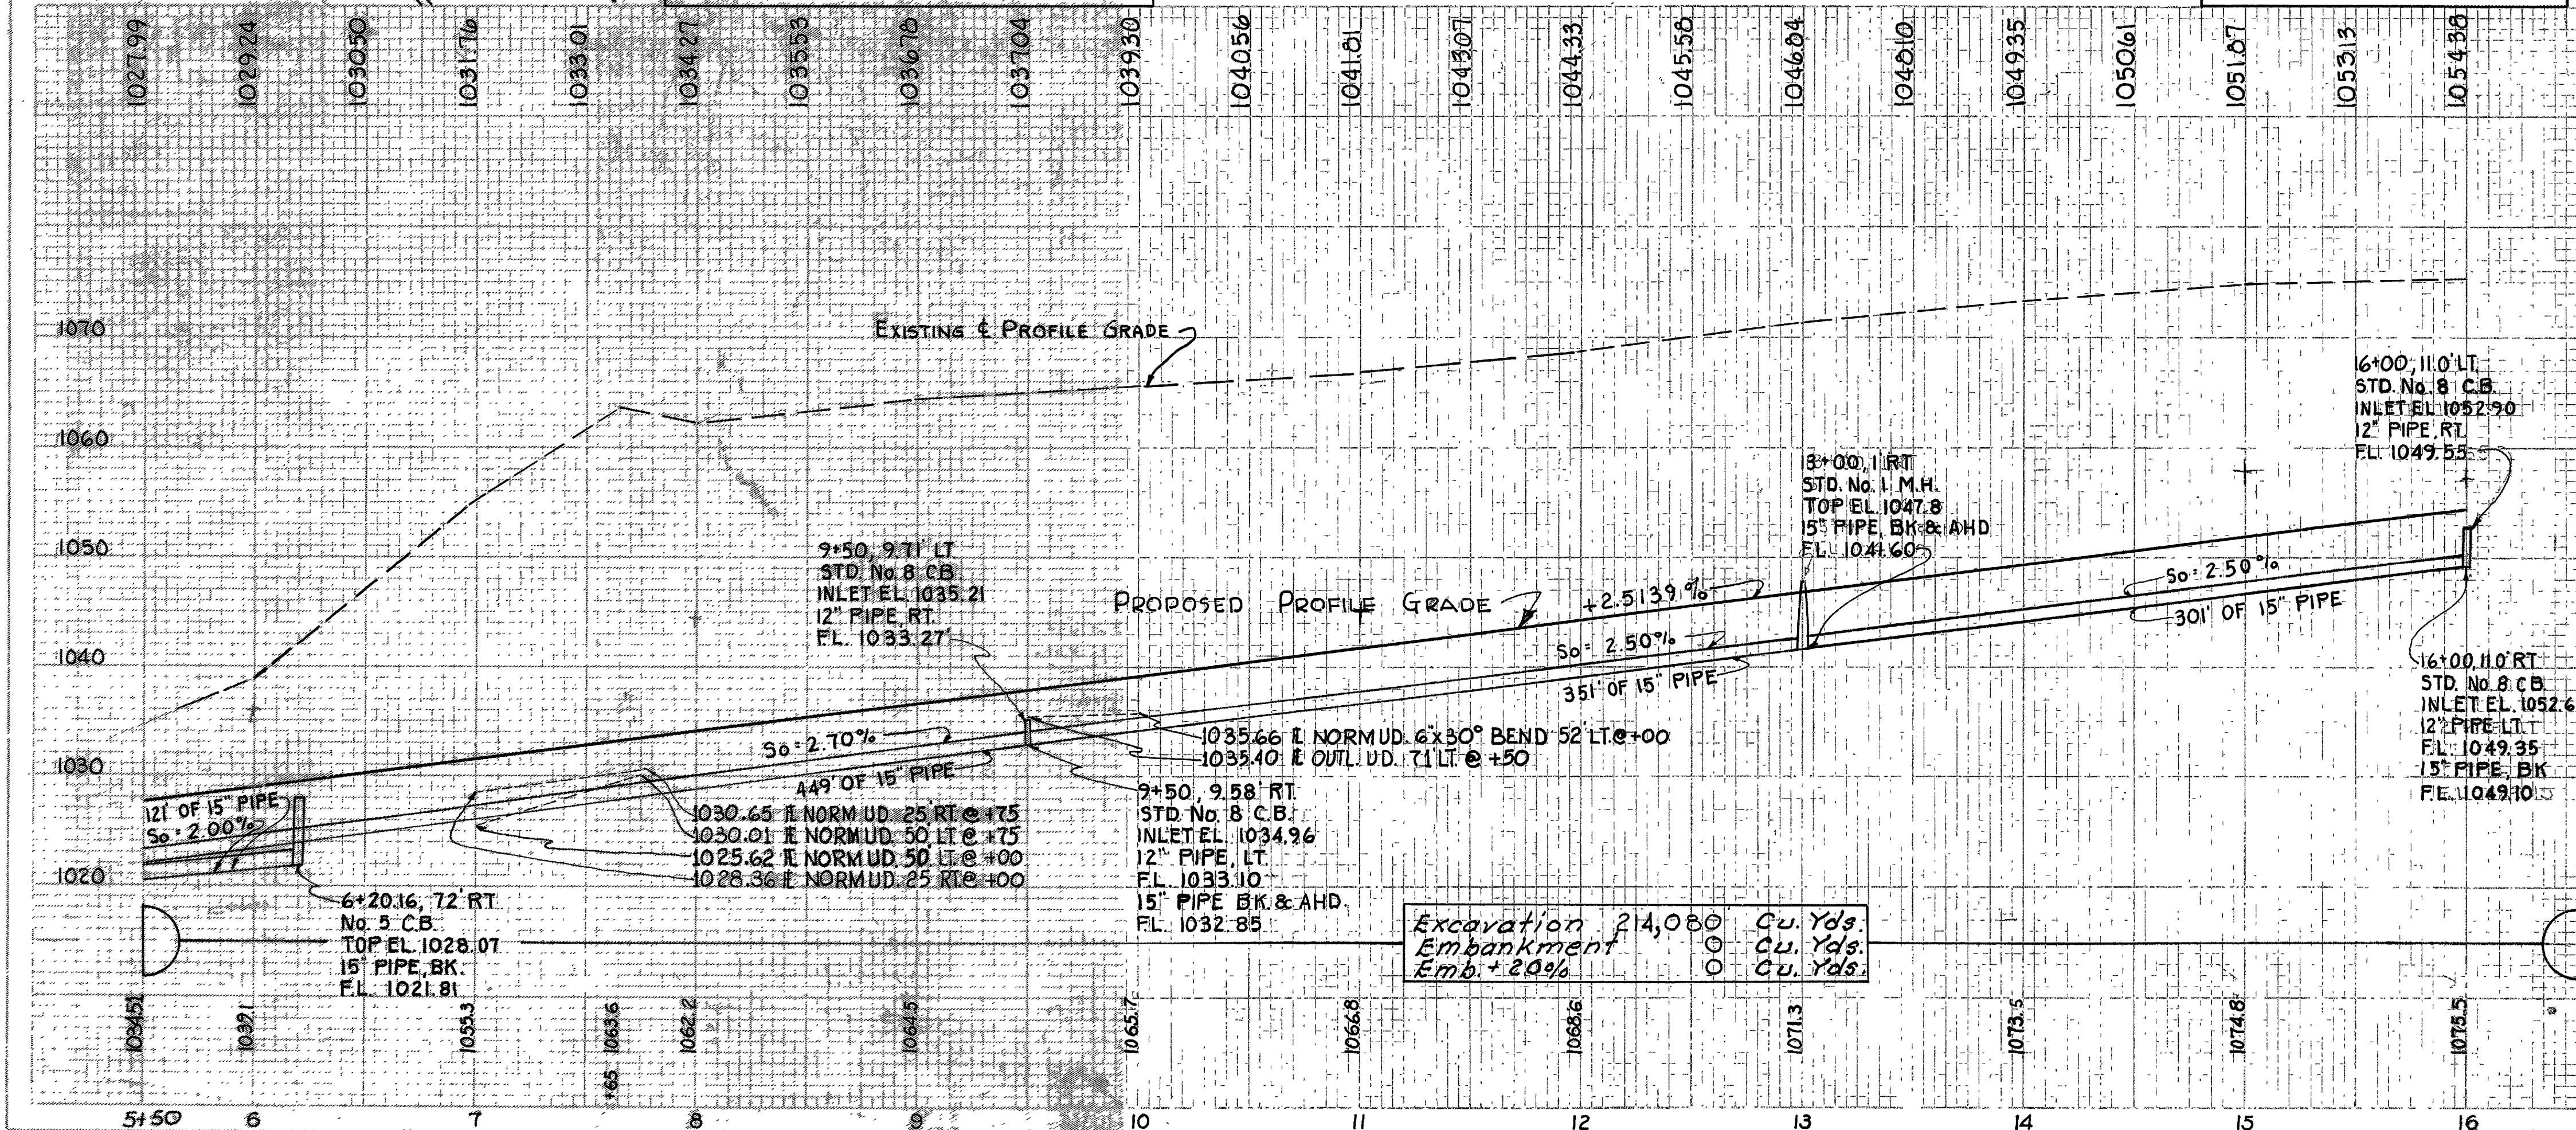 1027.99
1029.24
1030.50
1031.76
1033.01
1034.27
1035.53
1036.78
1037.04
1039.30
1040.56
1041.81
1043.07
1044.33
1045.58
1046.84
1048.10
1049.35
1050.61
1051.87
1053.13
1054.38
1070
1060
1050
1040
1030
1020
EXISTING ℄ PROFILE GRADE
16+00, 11.0' LT.
STD. No. 8 C.B.
INLET EL 1052.90
12" PIPE, RT.
FL. 1049.55
13+00, 1 RT
STD. No. 1 M.H.
TOP EL. 1047.8
15" PIPE, BK & AHD
FL. 1041.60
9+50, 9.71' LT
STD. No 8 CB
INLET EL. 1035.21
12" PIPE, RT.
FL. 1033.27'
PROPOSED PROFILE GRADE
+2.5139%
So = 2.50%
301' OF 15" PIPE
So = 2.50%
351' OF 15" PIPE
So = 2.70%
449' OF 15" PIPE
121' OF 15" PIPE
So = 2.00%
16+00, 11.0' RT
STD. No. 8 CB
INLET EL. 1052.6
12" PIPE LT.
FL. 1049.35
15" PIPE, BK
FL. 1049.10
1035.66 ℄ NORM UD. 6"x30° BEND 52' LT. @ +00
1035.40 ℄ OUTL. U.D. 71' LT. @ +50
9+50, 9.58' RT.
STD. No 8 C.B.
INLET EL. 1034.96
12" PIPE, LT.
FL. 1033.10
15" PIPE BK. & AHD.
FL. 1032.85
1030.65 ℄ NORM UD. 25' RT. @ +75
1030.01 ℄ NORM UD. 50' LT. @ +75
1025.62 ℄ NORM UD. 50' LT. @ +00
1028.36 ℄ NORM UD. 25' RT. @ +00
6+20.16, 72' RT
No. 5 C.B.
TOP EL. 1028.07
15" PIPE, BK.
F.L. 1021.81
Excavation 214,080 Cu. Yds.
Embankment 0 Cu. Yds.
Emb. + 20% 0 Cu. Yds.
1034.51
1039.1
1055.3
+65 1063.6
1062.2
1064.5
1065.7
1066.8
1068.6
1071.3
1073.5
1074.8
1075.5
5+50
6
7
8
9
10
11
12
13
14
15
16